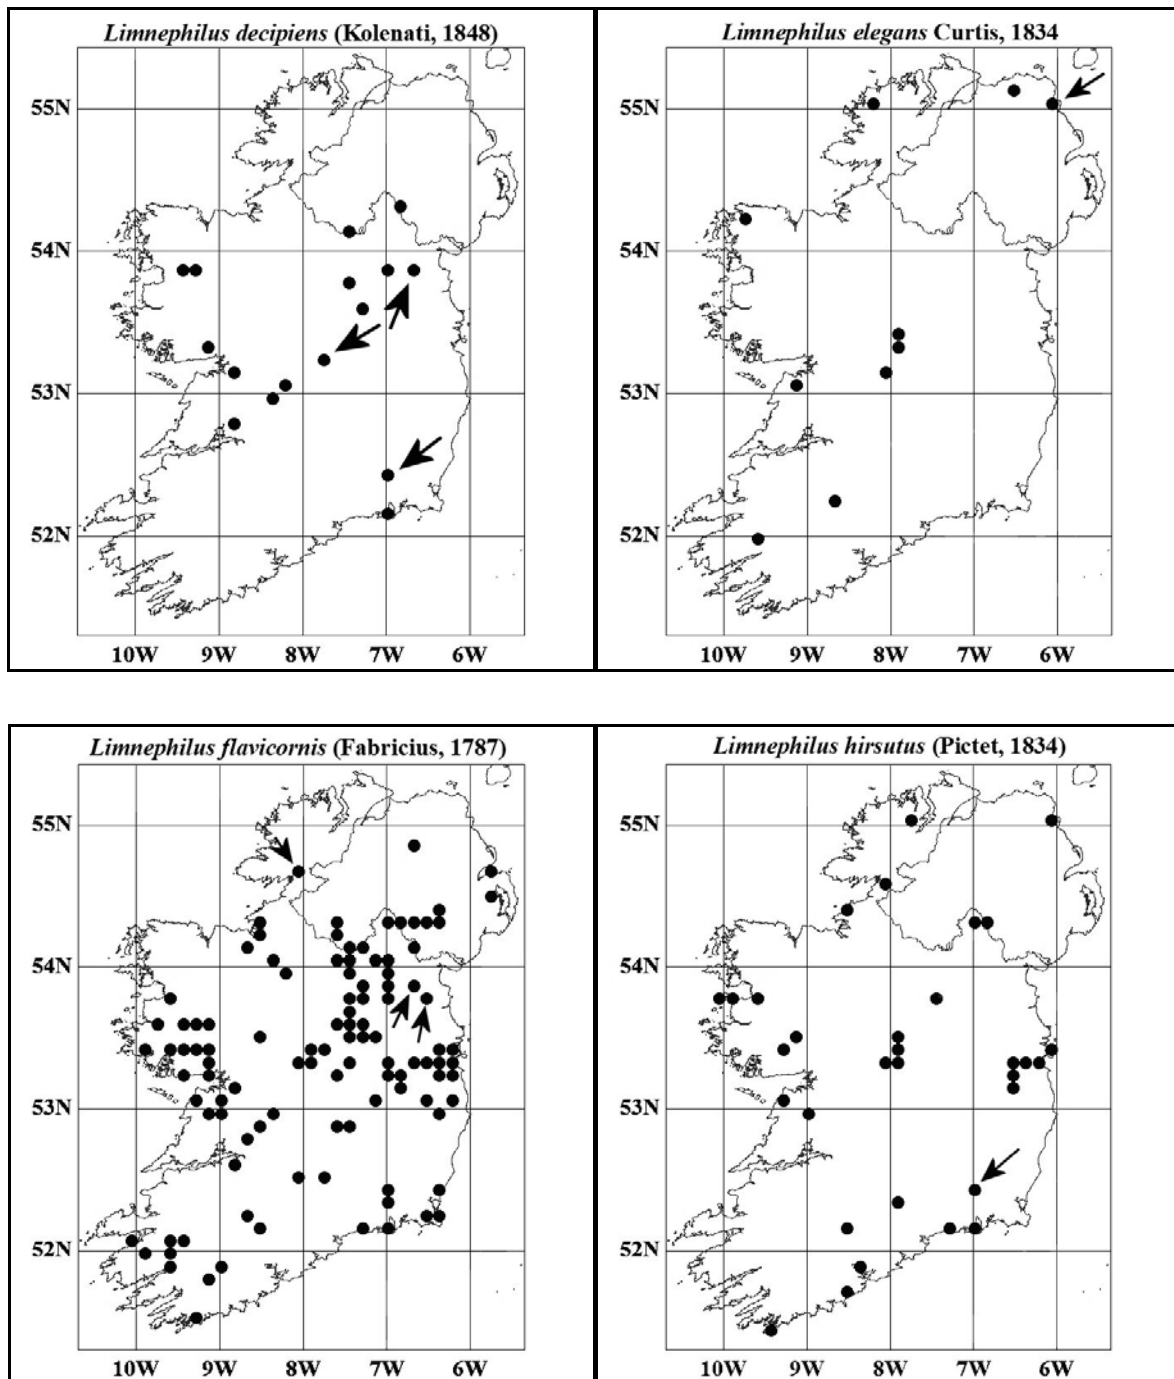 Limnephilus decipiens (Kolenati, 1848)
55N
54N
53N
52N
10W 9W 8W 7W 6W
Limnephilus elegans Curtis, 1834
55N
54N
53N
52N
10W 9W 8W 7W 6W
Limnephilus flavicornis (Fabricius, 1787)
55N
54N
53N
52N
10W 9W 8W 7W 6W
Limnephilus hirsutus (Pictet, 1834)
55N
54N
53N
52N
10W 9W 8W 7W 6W